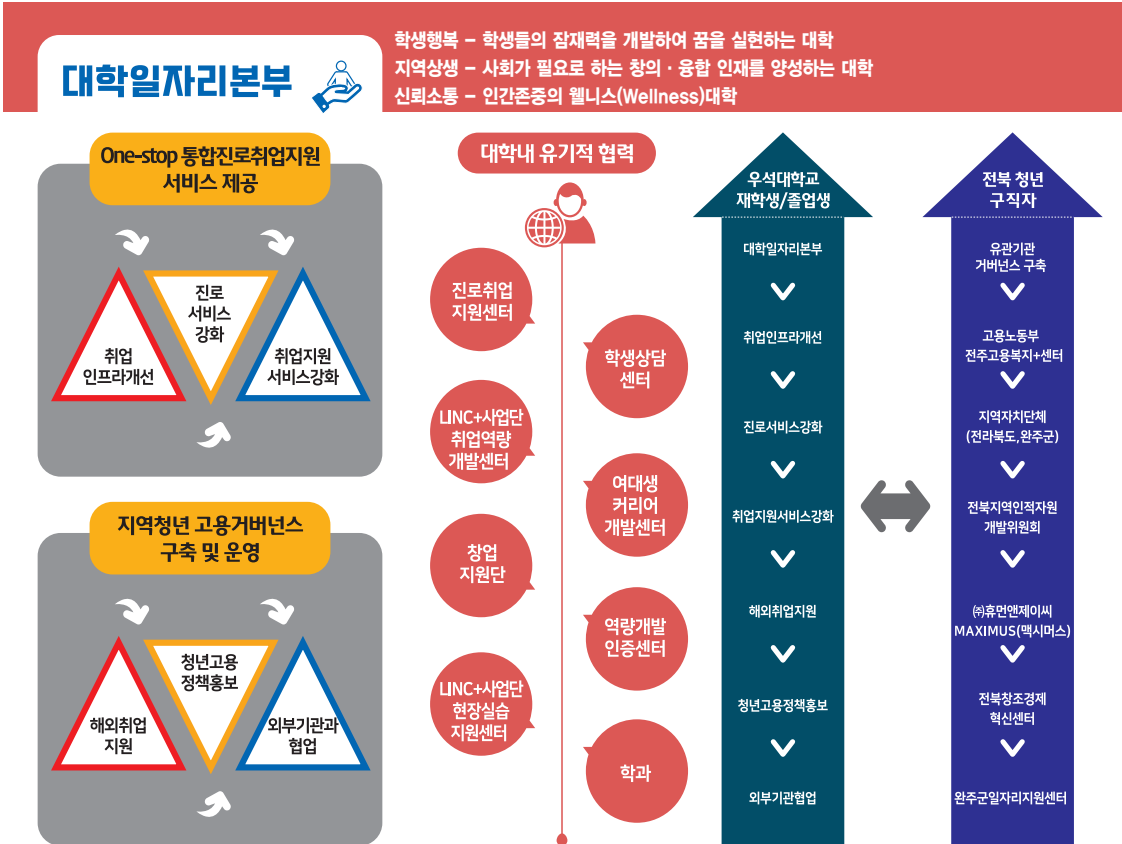 대학일자리본부
학생행복 – 학생들의 잠재력을 개발하여 꿈을 실현하는 대학
지역상생 – 사회가 필요로 하는 창의 · 융합 인재를 양성하는 대학
신뢰소통 – 인간존중의 웰니스(Wellness)대학
One-stop 통합진로취업지원
서비스 제공
취업
인프라개선
진로
서비스
강화
취업지원
서비스강화
지역청년 고용거버넌스
구축 및 운영
해외취업
지원
청년고용
정책홍보
외부기관과
협업
대학내 유기적 협력
진로취업
지원센터
학생상담
센터
LINC+사업단
취업역량
개발센터
여대생
커리어
개발센터
창업
지원단
역량개발
인증센터
LINC+사업단
현장실습
지원센터
학과
우석대학교
재학생/졸업생
대학일자리본부
취업인프라개선
진로서비스강화
취업지원서비스강화
해외취업지원
청년고용정책홍보
외부기관협업
전북 청년
구직자
유관기관
거버넌스 구축
고용노동부
전주고용복지+센터
지역자치단체
(전라북도,완주군)
전북지역인적자원
개발위원회
㈜휴먼앤제이씨
MAXIMUS(맥시머스)
전북창조경제
혁신센터
완주군일자리지원센터